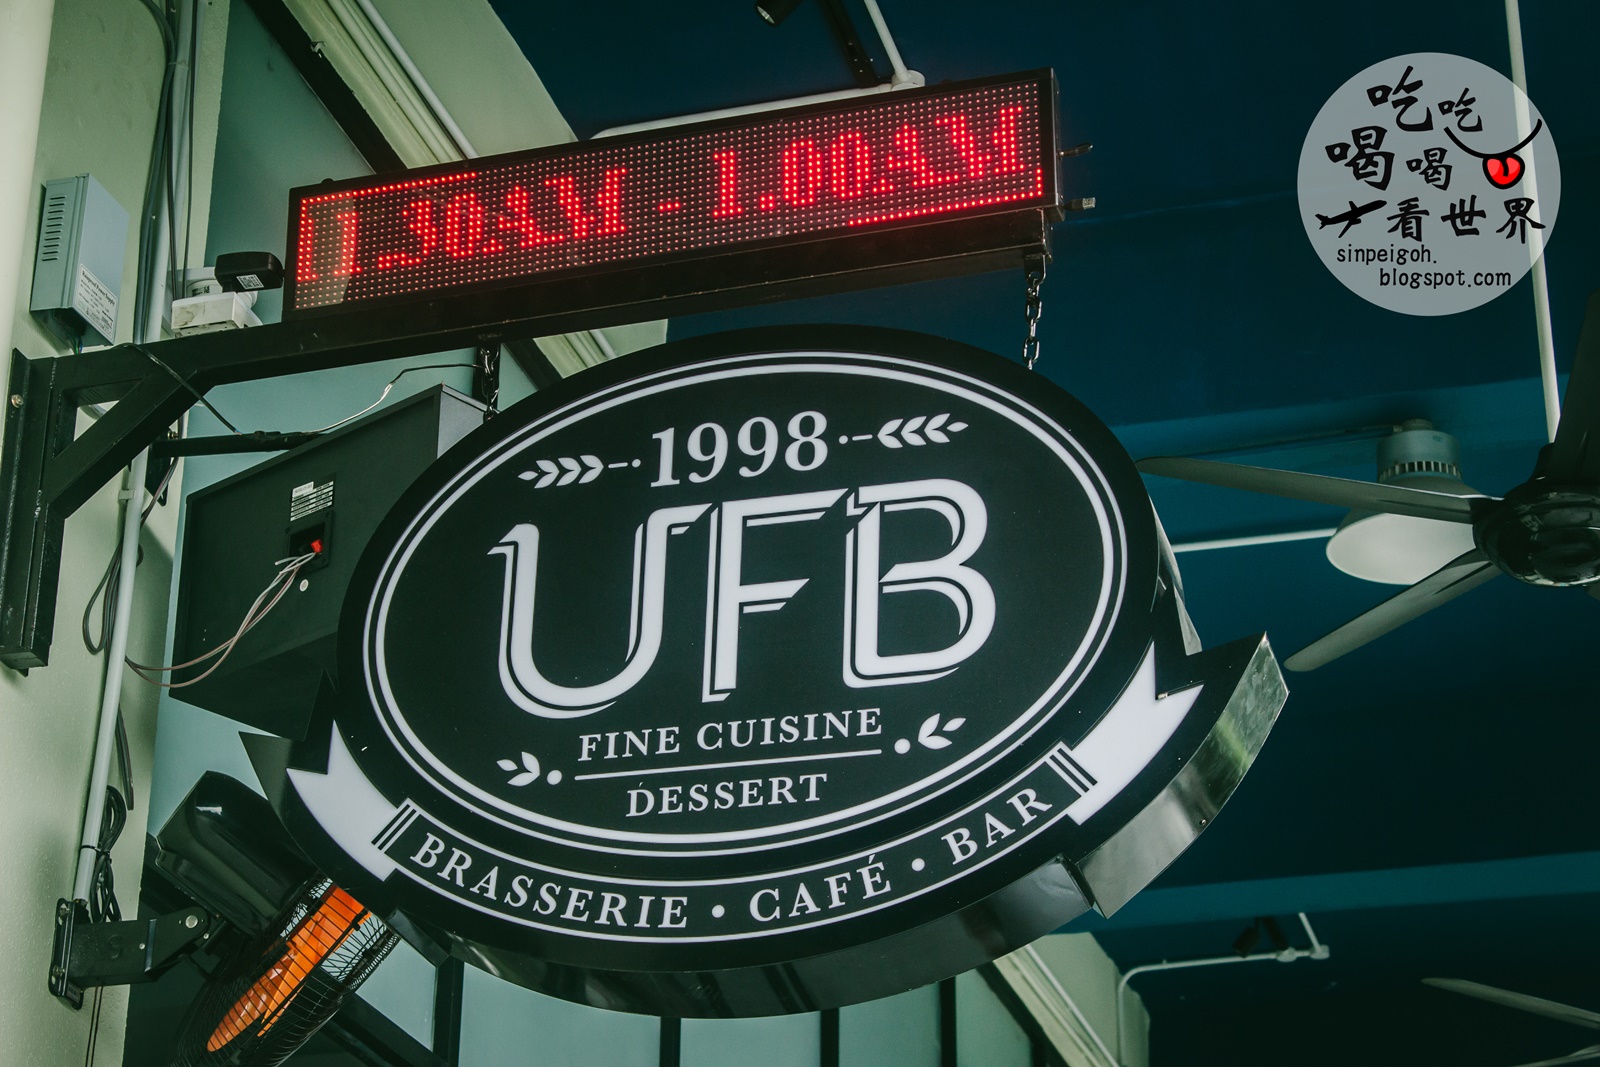 11.30AM - 1.00AM
1998
UFB
FINE CUISINE
DESSERT
BRASSERIE • CAFÉ • BAR
吃吃
喝喝
看世界
sinpeigoh.
blogspot.com